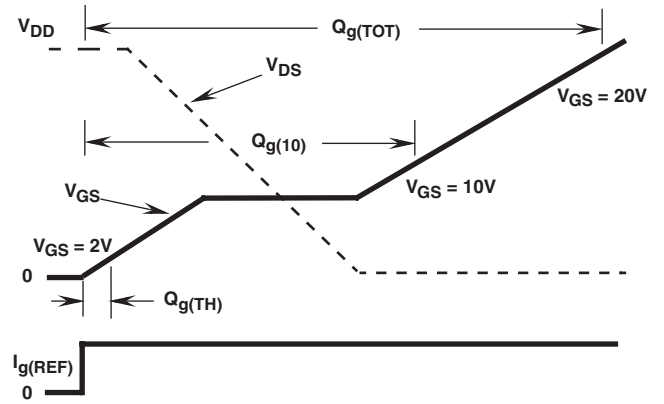 V_DD
Q_g(TOT)
V_DS
V_GS = 20V
Q_g(10)
V_GS
V_GS = 10V
V_GS = 2V
0
Q_g(TH)
I_g(REF)
0